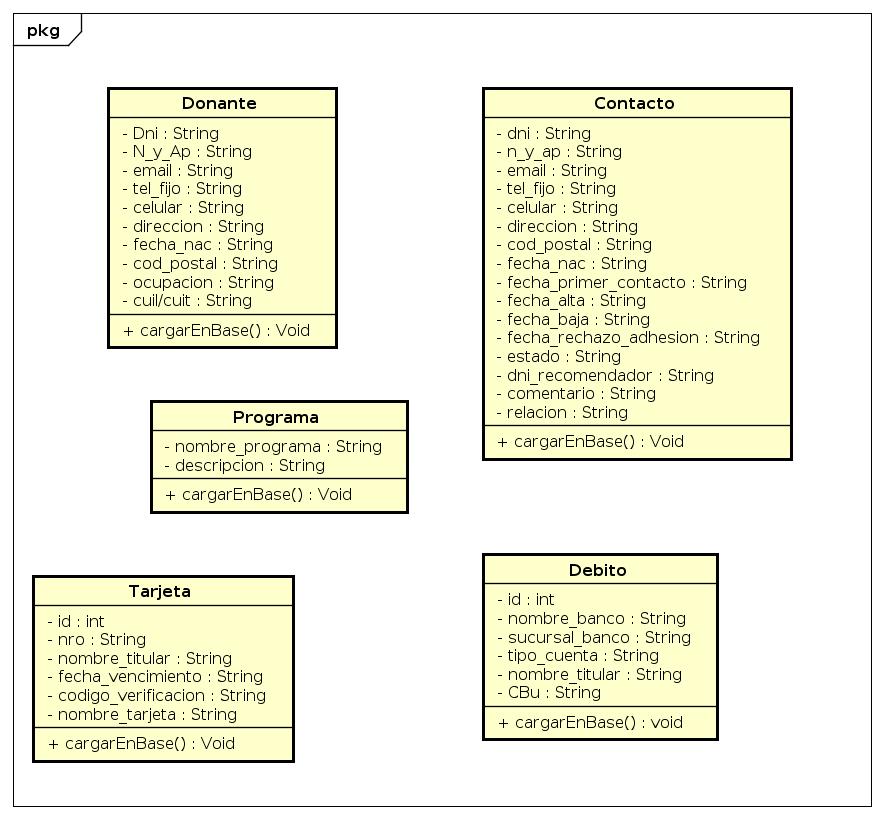 pkg
Donante
- Dni : String
- N_y_Ap : String
- email : String
- tel_fijo : String
- celular : String
- direccion : String
- fecha_nac : String
- cod_postal : String
- ocupacion : String
- cuil/cuit : String
+ cargarEnBase() : Void
Contacto
- dni : String
- n_y_ap : String
- email : String
- tel_fijo : String
- celular : String
- direccion : String
- cod_postal : String
- fecha_nac : String
- fecha_primer_contacto : String
- fecha_alta : String
- fecha_baja : String
- fecha_rechazo_adhesion : String
- estado : String
- dni_recomendador : String
- comentario : String
- relacion : String
+ cargarEnBase() : Void
Programa
- nombre_programa : String
- descripcion : String
+ cargarEnBase() : Void
Tarjeta
- id : int
- nro : String
- nombre_titular : String
- fecha_vencimiento : String
- codigo_verificacion : String
- nombre_tarjeta : String
+ cargarEnBase() : Void
Debito
- id : int
- nombre_banco : String
- sucursal_banco : String
- tipo_cuenta : String
- nombre_titular : String
- CBu : String
+ cargarEnBase() : void